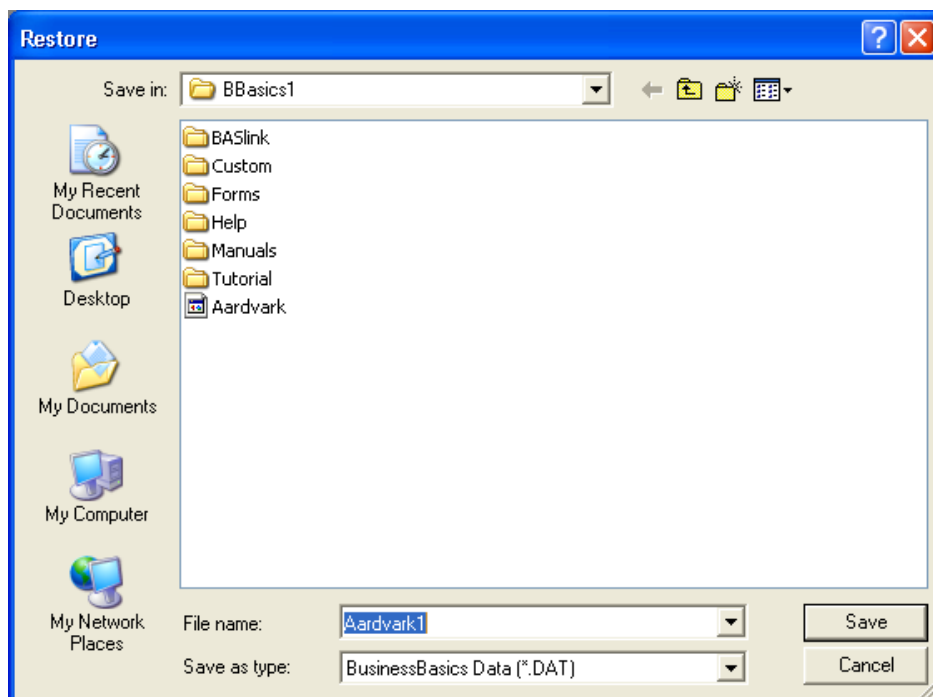 Restore
Save in: BBasics1
My Recent
Documents
Desktop
My Documents
My Computer
My Network
Places
BASlink
Custom
Forms
Help
Manuals
Tutorial
Aardvark
File name: Aardvark1 Save
Save as type: BusinessBasics Data (*.DAT) Cancel